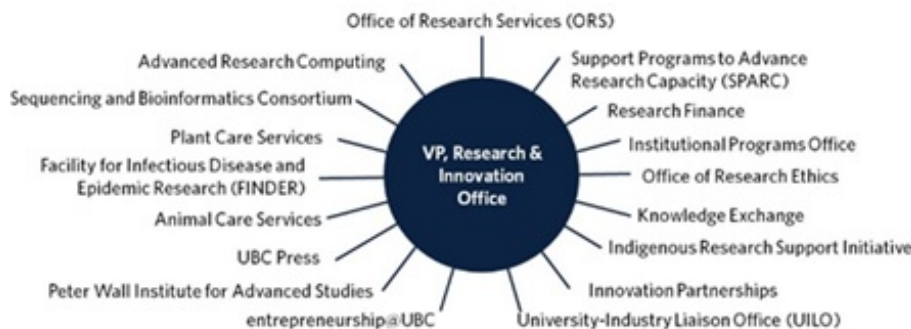 Office of Research Services (ORS)
Support Programs to Advance
Research Capacity (SPARC)
Research Finance
Institutional Programs Office
Office of Research Ethics
Knowledge Exchange
Indigenous Research Support Initiative
Innovation Partnerships
University-Industry Liaison Office (UILO)
entrepreneurship@UBC
Peter Wall Institute for Advanced Studies
UBC Press
Animal Care Services
Facility for Infectious Disease and
Epidemic Research (FINDER)
Plant Care Services
Sequencing and Bioinformatics Consortium
Advanced Research Computing
VP, Research &
Innovation
Office